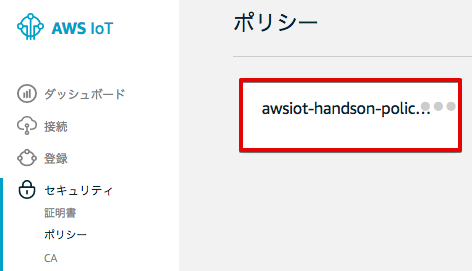 AWS IoT
ダッシュボード
接続
登録
セキュリティ
証明書
ポリシー
CA
ポリシー
awsiot-handson-polic...